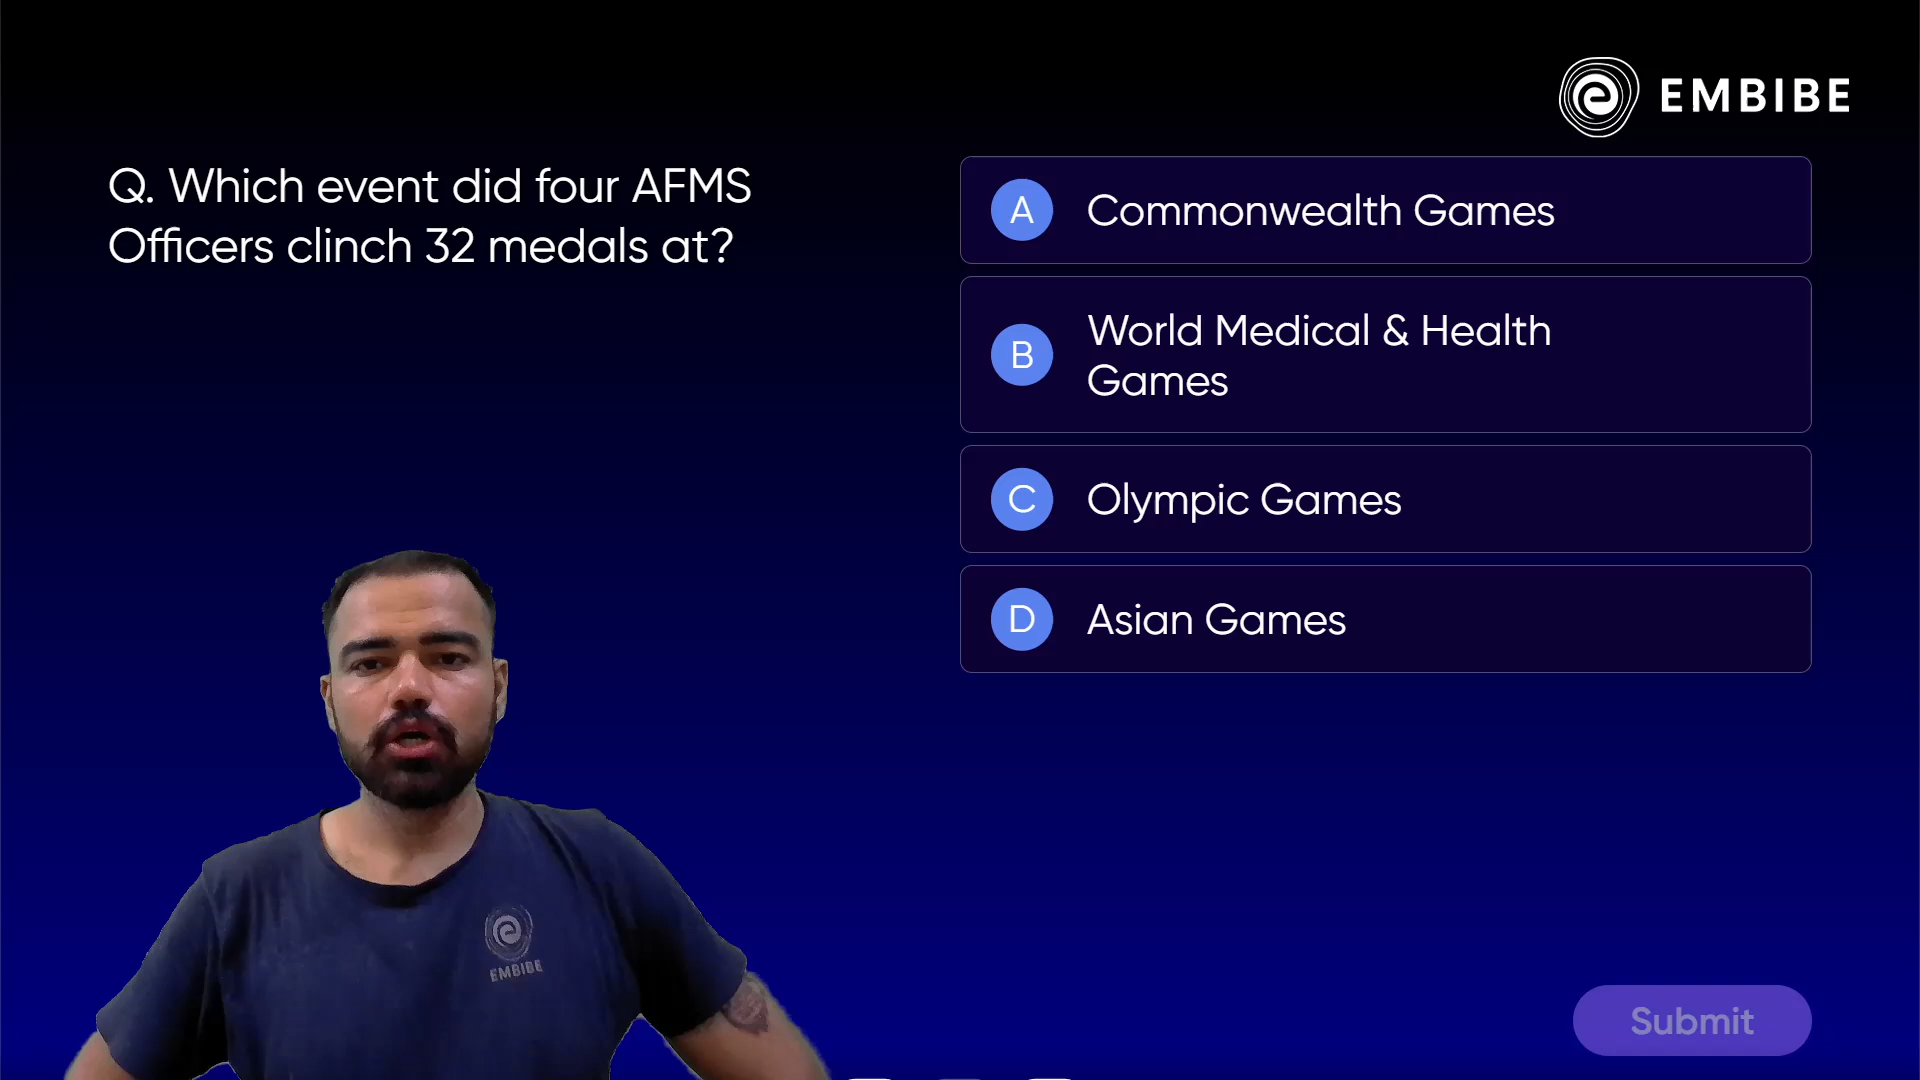 EMBIBE
Q. Which event did four AFMS
Officers clinch 32 medals at?
A Commonwealth Games
B World Medical & Health
Games
C Olympic Games
D Asian Games
EMBIBE
Submit